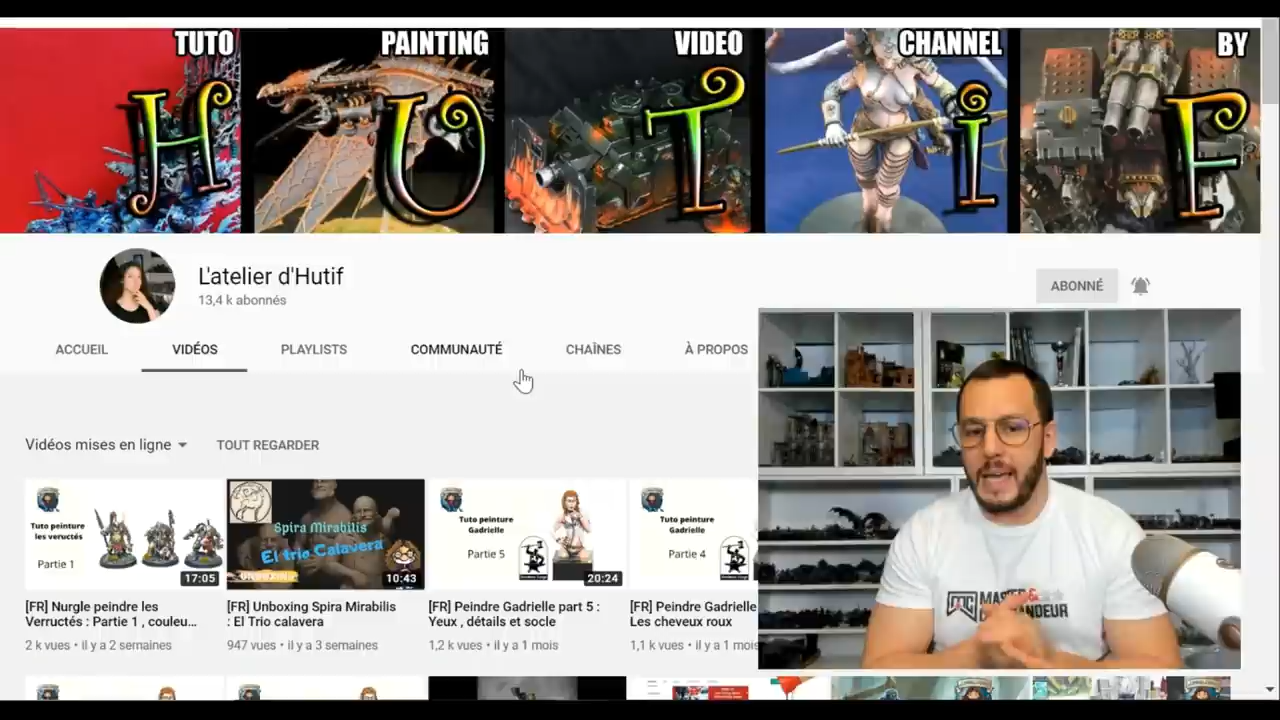 TUTO PAINTING VIDEO CHANNEL BY
H U T i F
L'atelier d'Hutif
13,4 k abonnés
ABONNÉ
ACCUEIL VIDÉOS PLAYLISTS COMMUNAUTÉ CHAÎNES À PROPOS
Vidéos mises en ligne TOUT REGARDER
Tuto peinture
les veructés
Partie 1
17:05
Spira Mirabilis
El trio Calavera
UNBOXING
10:43
Tuto peinture
Gadrielle
Partie 5
20:24
Tuto peinture
Gadrielle
Partie 4
[FR] Nurgle peindre les
Verructés : Partie 1 , couleu...
2 k vues • il y a 2 semaines
[FR] Unboxing Spira Mirabilis
: El Trio calavera
947 vues • il y a 3 semaines
[FR] Peindre Gadrielle part 5 :
Yeux , détails et socle
1,2 k vues • il y a 1 mois
[FR] Peindre Gadrielle
Les cheveux roux
1,1 k vues • il y a 1 mois